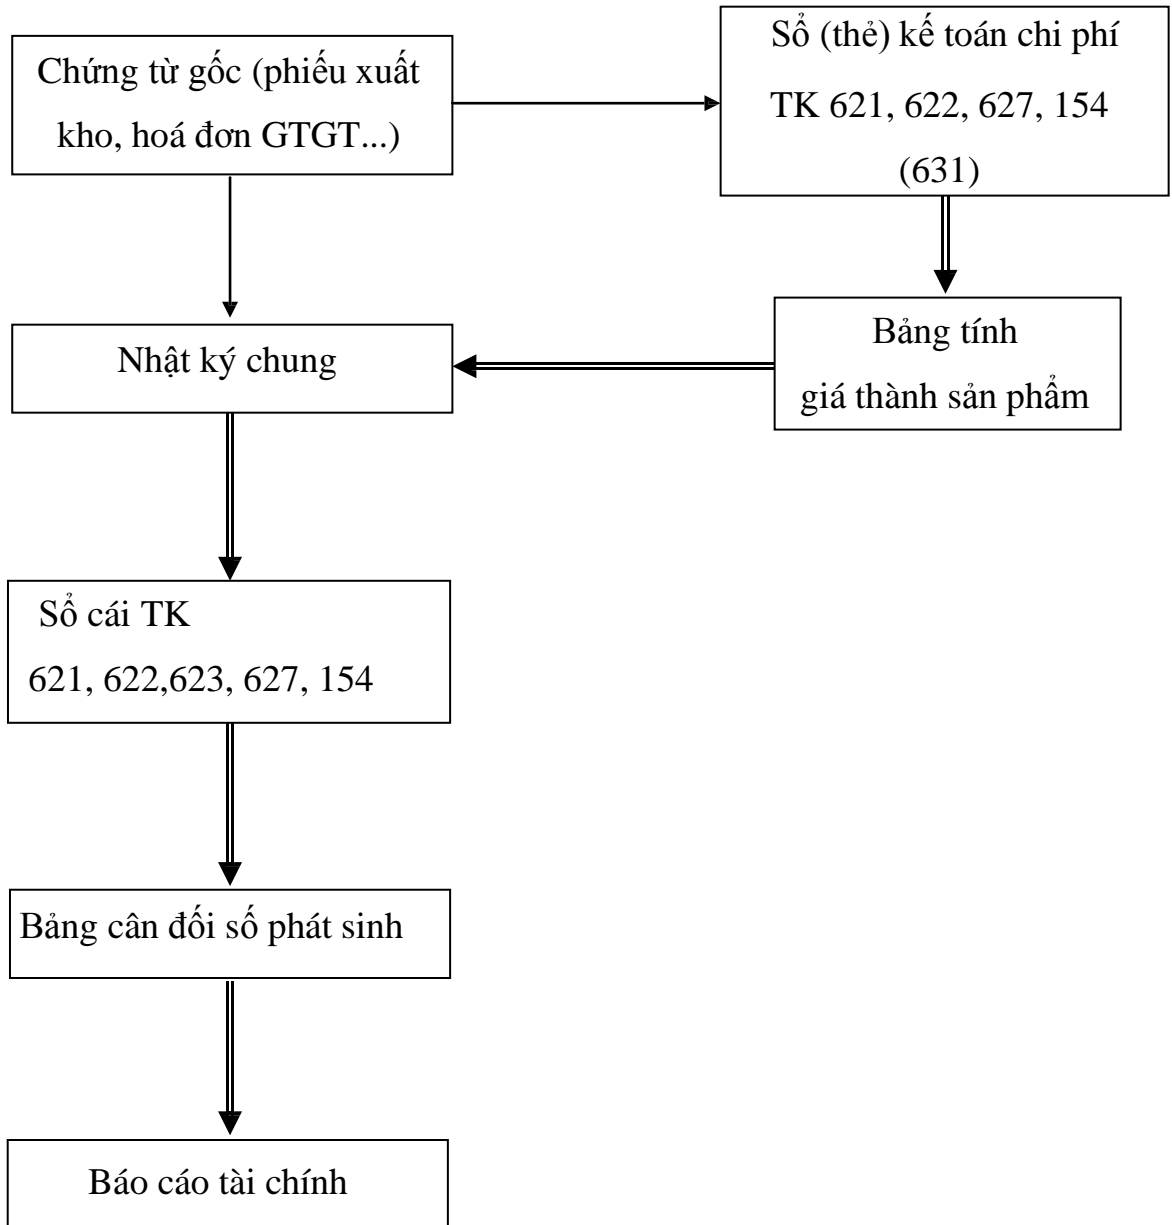 Chứng từ gốc (phiếu xuất
kho, hoá đơn GTGT...)
Sổ (thẻ) kế toán chi phí
TK 621, 622, 627, 154
(631)
Nhật ký chung
Bảng tính
giá thành sản phẩm
Sổ cái TK
621, 622,623, 627, 154
Bảng cân đối số phát sinh
Báo cáo tài chính